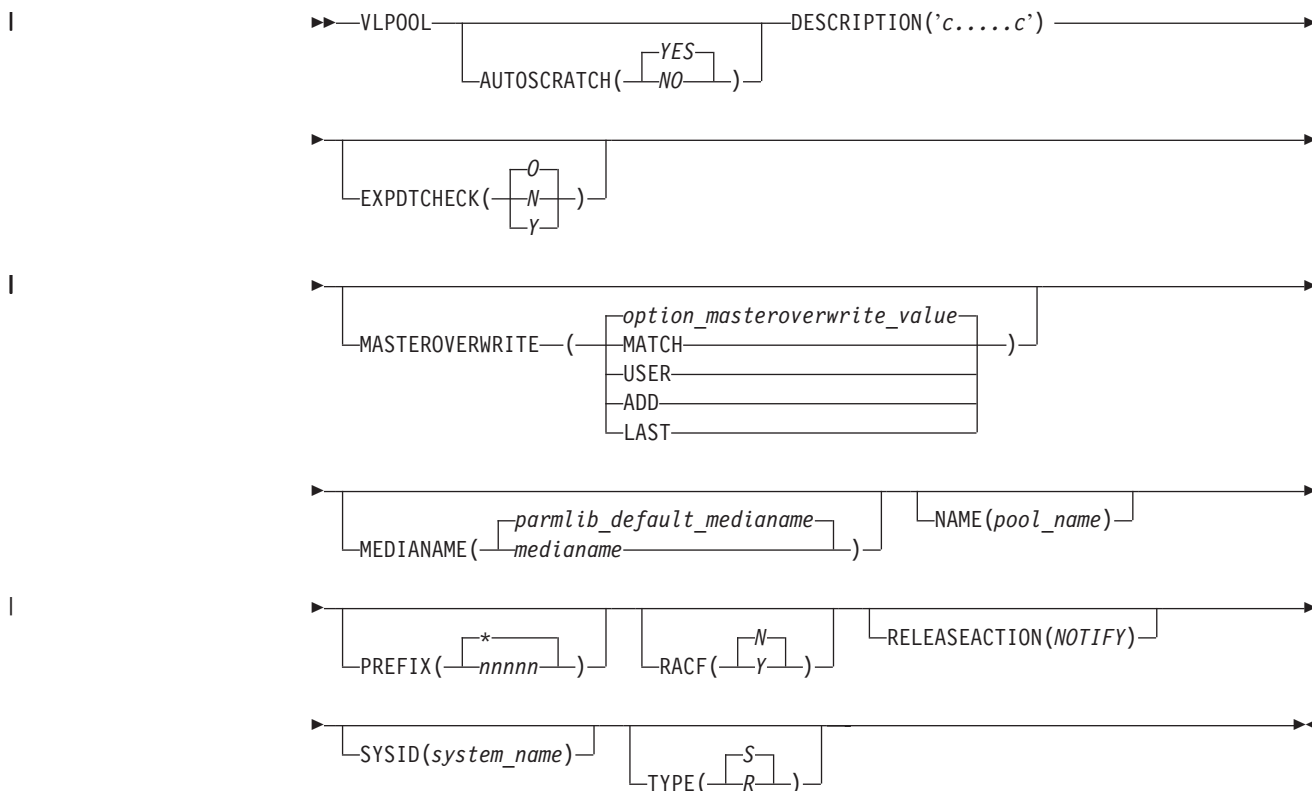 VLPOOL DESCRIPTION('c.....c')
YES
AUTOSCRATCH( NO )
O
EXPDTCHECK( N )
Y
option_masteroverwrite_value
MASTEROVERWRITE ( MATCH )
USER
ADD
LAST
parmlib_default_medianame NAME(pool_name)
MEDIANAME( medianame )
* N RELEASEACTION(NOTIFY)
PREFIX( nnnnn ) RACF( Y )
SYSID(system_name) S
TYPE( R )